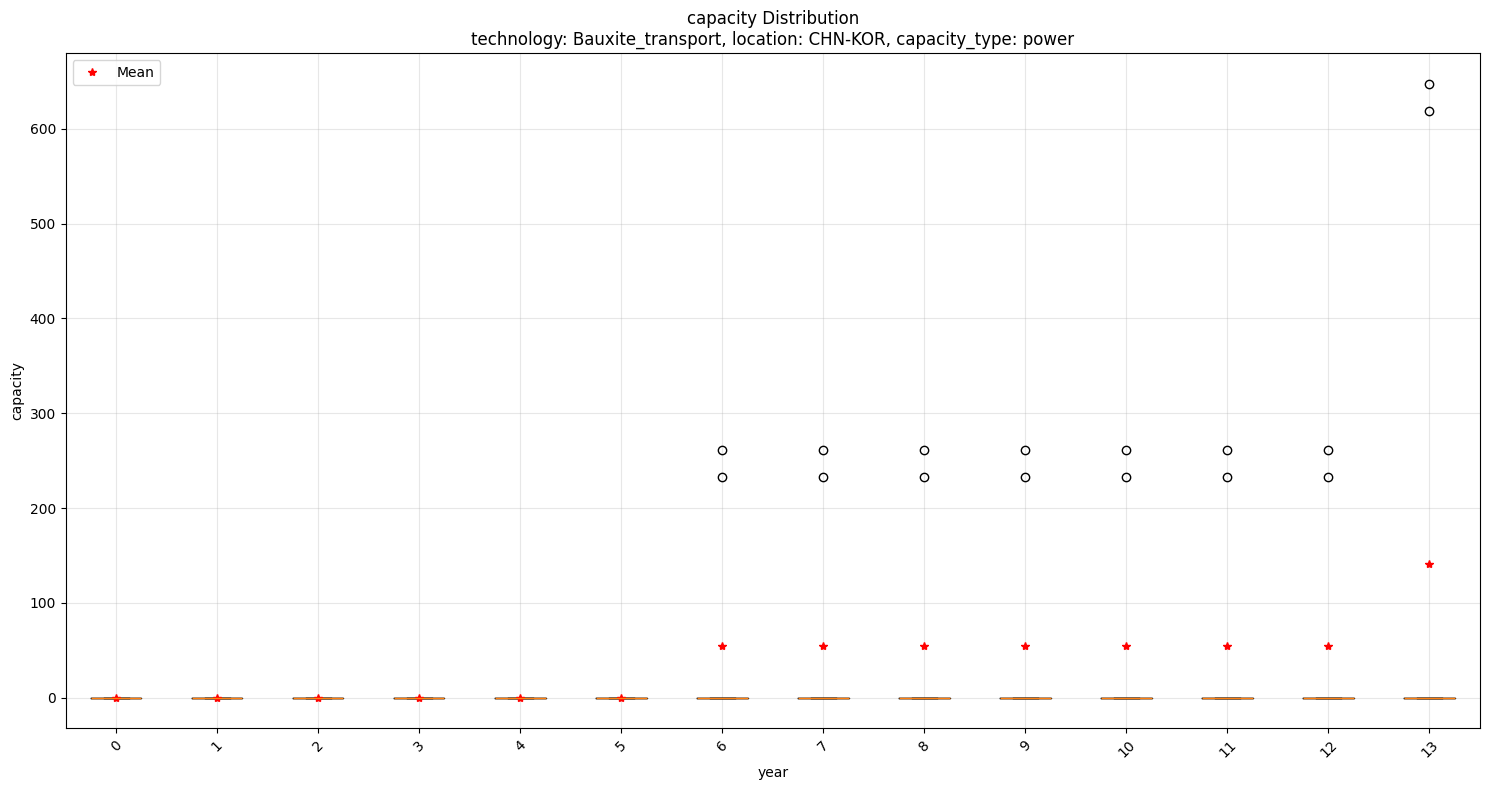 capacity Distribution
technology: Bauxite_transport, location: CHN-KOR, capacity_type: power
Mean
600
500
400
300
200
100
0
capacity
0 1 2 3 4 5 6 7 8 9 10 11 12 13
year